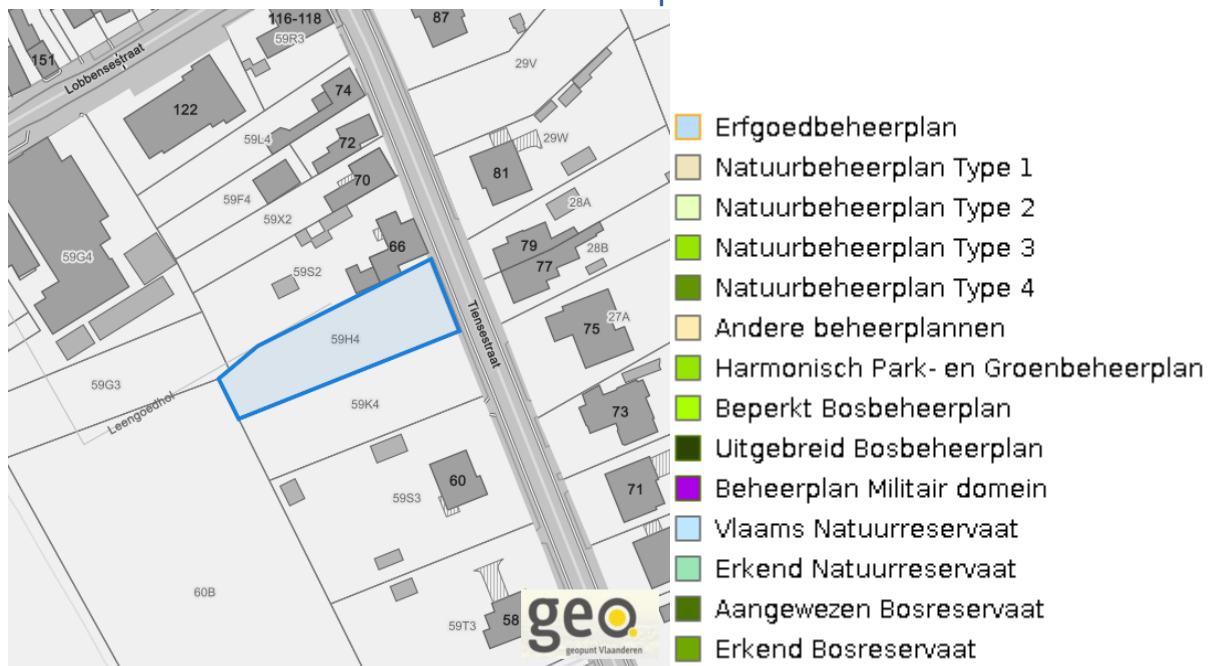 116-118
87
59R3
151
Lobbensestraat
29V
122
74
59L4
72
29W
81
70
59F4
28A
59X2
66
79
28B
59G4
77
59S2
27A
75
59H4
Tiensestraat
59G3
59K4
73
Leengoedhof
60
71
59S3
60B
58
59T3
geo.
geopunt Vlaanderen
Erfgoedbeheerplan
Natuurbeheerplan Type 1
Natuurbeheerplan Type 2
Natuurbeheerplan Type 3
Natuurbeheerplan Type 4
Andere beheerplannen
Harmonisch Park- en Groenbeheerplan
Beperkt Bosbeheerplan
Uitgebreid Bosbeheerplan
Beheerplan Militair domein
Vlaams Natuurreservaat
Erkend Natuurreservaat
Aangewezen Bosreservaat
Erkend Bosreservaat